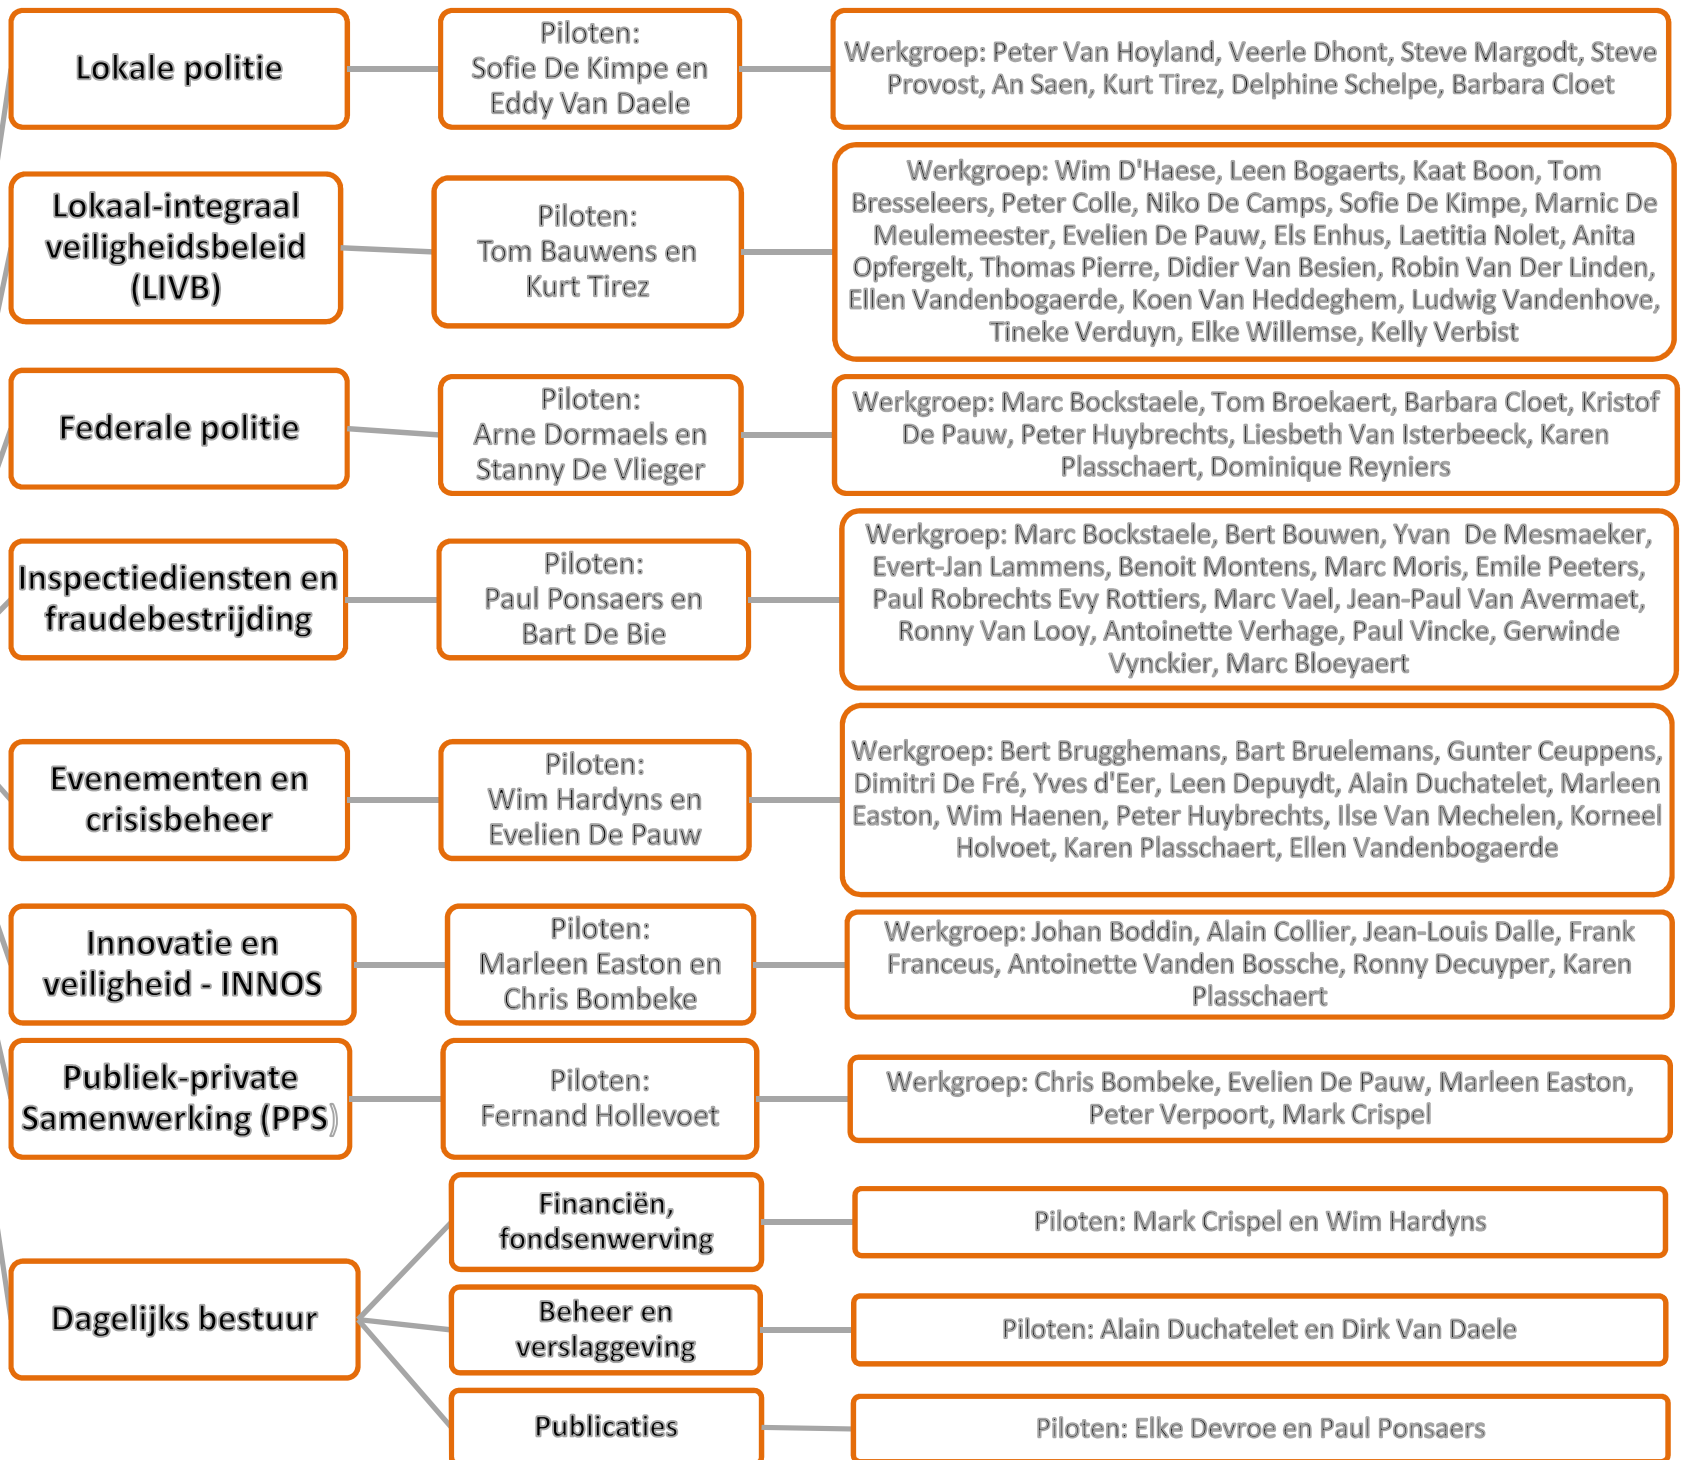 Lokale politie
Piloten:
Sofie De Kimpe en
Eddy Van Daele
Werkgroep: Peter Van Hoyland, Veerle Dhont, Steve Margodt, Steve
Provost, An Saen, Kurt Tirez, Delphine Schelpe, Barbara Cloet
Lokaal-integraal
veiligheidsbeleid
(LIVB)
Piloten:
Tom Bauwens en
Kurt Tirez
Werkgroep: Wim D'Haese, Leen Bogaerts, Kaat Boon, Tom
Bresseleers, Peter Colle, Niko De Camps, Sofie De Kimpe, Marnic De
Meulemeester, Evelien De Pauw, Els Enhus, Laetitia Nolet, Anita
Opfergelt, Thomas Pierre, Didier Van Besien, Robin Van Der Linden,
Ellen Vandenbogaerde, Koen Van Heddeghem, Ludwig Vandenhove,
Tineke Verduyn, Elke Willemse, Kelly Verbist
Federale politie
Piloten:
Arne Dormaels en
Stanny De Vlieger
Werkgroep: Marc Bockstaele, Tom Broekaert, Barbara Cloet, Kristof
De Pauw, Peter Huybrechts, Liesbeth Van Isterbeeck, Karen
Plasschaert, Dominique Reyniers
Inspectiediensten en
fraudebestrijding
Piloten:
Paul Ponsaers en
Bart De Bie
Werkgroep: Marc Bockstaele, Bert Bouwen, Yvan  De Mesmaeker,
Evert-Jan Lammens, Benoit Montens, Marc Moris, Emile Peeters,
Paul Robrechts Evy Rottiers, Marc Vael, Jean-Paul Van Avermaet,
Ronny Van Looy, Antoinette Verhage, Paul Vincke, Gerwinde
Vynckier, Marc Bloeyaert
Evenementen en
crisisbeheer
Piloten:
Wim Hardyns en
Evelien De Pauw
Werkgroep: Bert Brugghemans, Bart Bruelemans, Gunter Ceuppens,
Dimitri De Fré, Yves d'Eer, Leen Depuydt, Alain Duchatelet, Marleen
Easton, Wim Haenen, Peter Huybrechts, Ilse Van Mechelen, Korneel
Holvoet, Karen Plasschaert, Ellen Vandenbogaerde
Innovatie en
veiligheid - INNOS
Piloten:
Marleen Easton en
Chris Bombeke
Werkgroep: Johan Boddin, Alain Collier, Jean-Louis Dalle, Frank
Franceus, Antoinette Vanden Bossche, Ronny Decuyper, Karen
Plasschaert
Publiek-private
Samenwerking (PPS)
Piloten:
Fernand Hollevoet
Werkgroep: Chris Bombeke, Evelien De Pauw, Marleen Easton,
Peter Verpoort, Mark Crispel
Dagelijks bestuur
Financiën,
fondsenwerving
Piloten: Mark Crispel en Wim Hardyns
Beheer en
verslaggeving
Piloten: Alain Duchatelet en Dirk Van Daele
Publicaties
Piloten: Elke Devroe en Paul Ponsaers